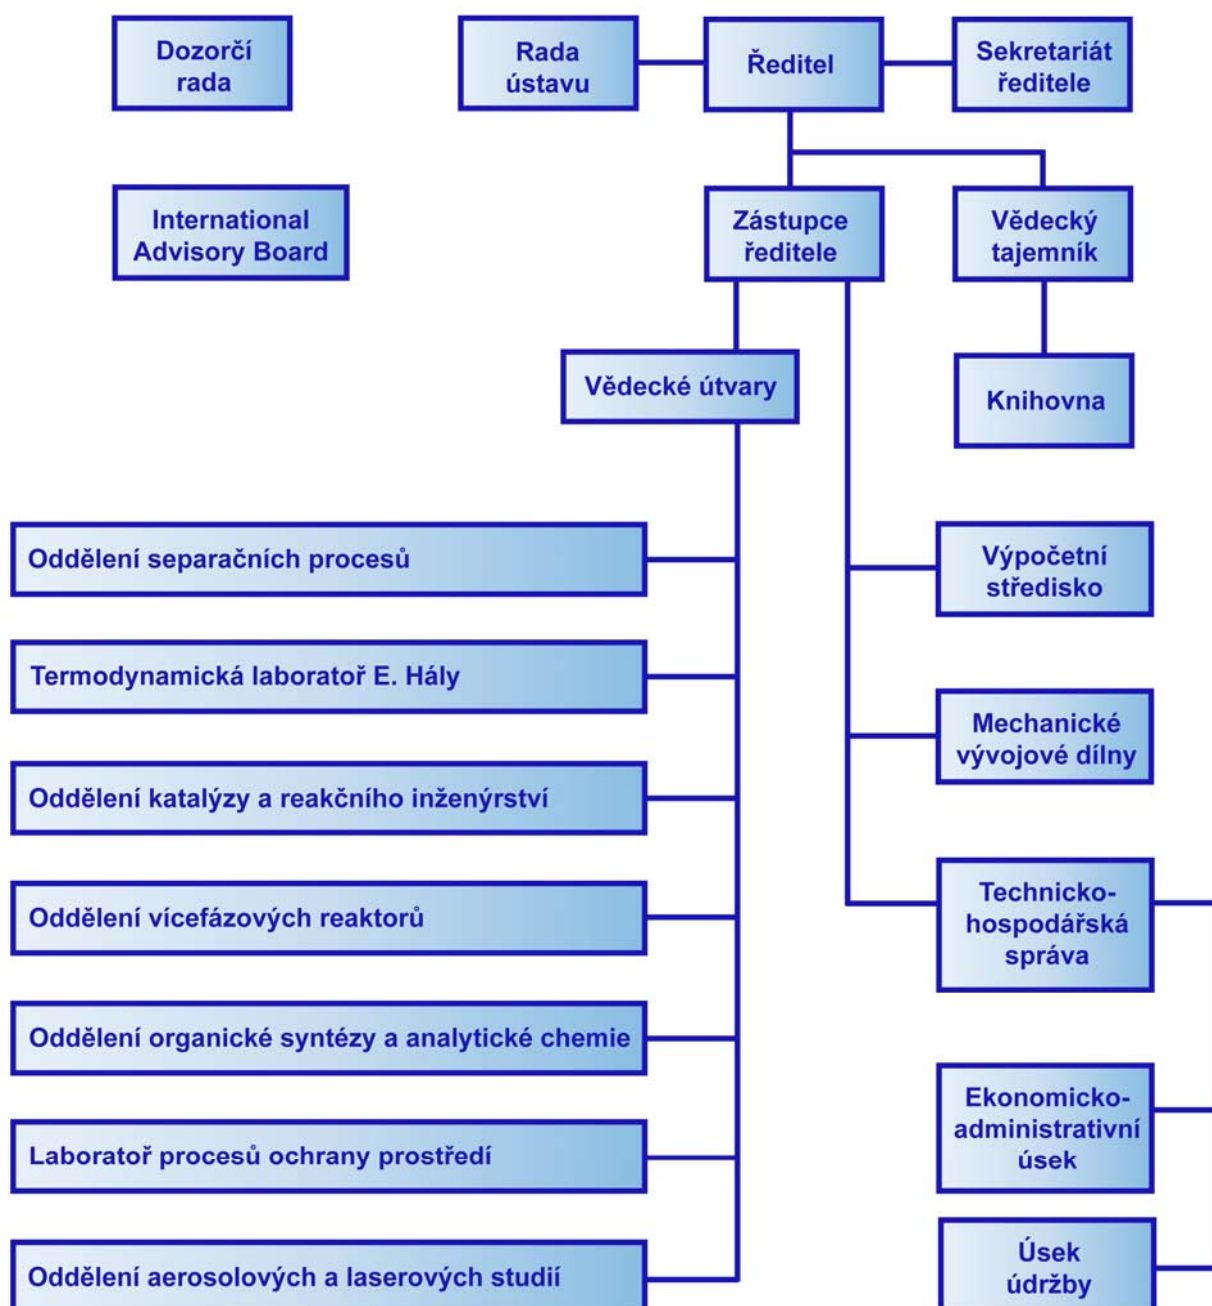 Dozorčí
rada
Rada
ústavu
Ředitel
Sekretariát
ředitele
International
Advisory Board
Zástupce
ředitele
Vědecký
tajemník
Vědecké útvary
Knihovna
Oddělení separačních procesů
Výpočetní
středisko
Termodynamická laboratoř E. Hály
Mechanické
vývojové dílny
Oddělení katalýzy a reakčního inženýrství
Oddělení vícefázových reaktorů
Technicko-
hospodářská
správa
Oddělení organické syntézy a analytické chemie
Ekonomicko-
administrativní
úsek
Laboratoř procesů ochrany prostředí
Oddělení aerosolových a laserových studií
Úsek
údržby